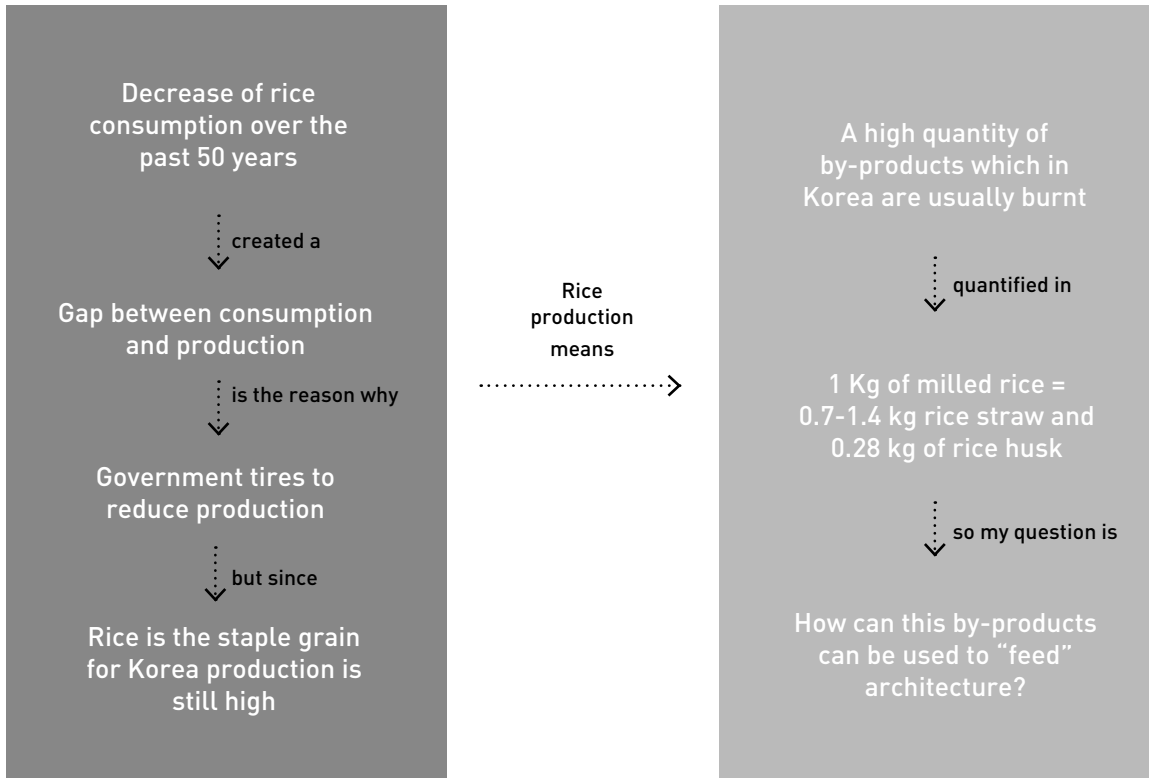 Decrease of rice
consumption over the
past 50 years
created a
Gap between consumption
and production
is the reason why
Government tires to
reduce production
but since
Rice is the staple grain
for Korea production is
still high
Rice
production
means
A high quantity of
by-products which in
Korea are usually burnt
quantified in
1 Kg of milled rice =
0.7-1.4 kg rice straw and
0.28 kg of rice husk
so my question is
How can this by-products
can be used to “feed”
architecture?